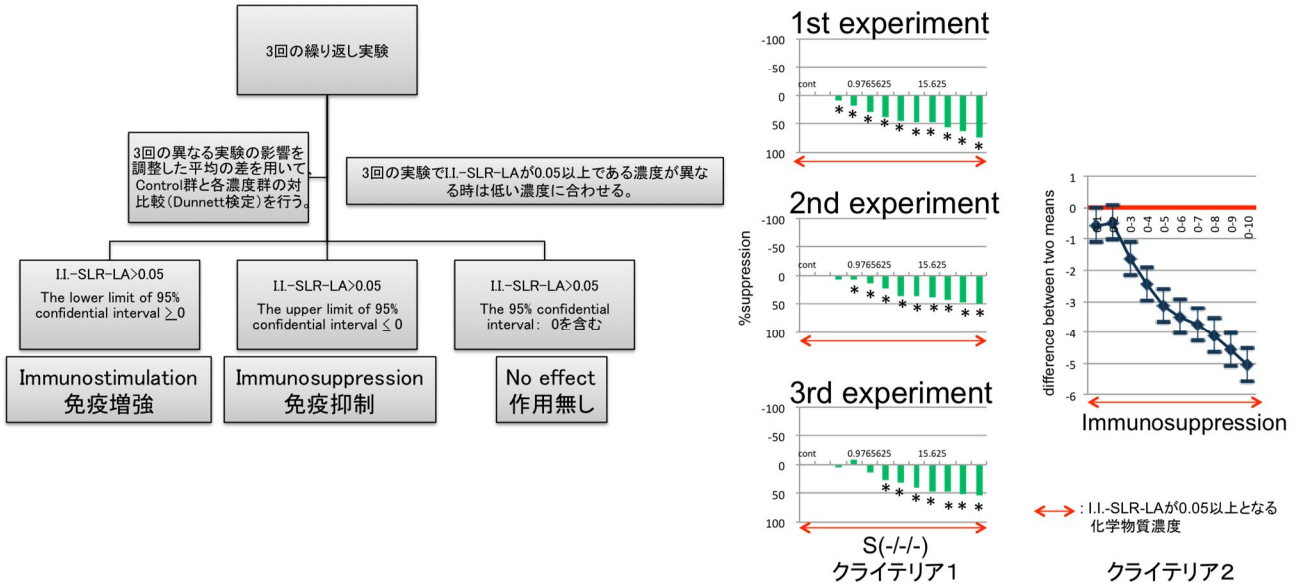 3回の繰り返し実験
3回の異なる実験の影響を
調整した平均の差を用いて、
Control群と各濃度群の対
比較(Dunnett検定)を行う。
3回の実験でI.I.-SLR-LAが0.05以上である濃度が異な
る時は低い濃度に合わせる。
I.I.-SLR-LA>0.05
The lower limit of 95%
confidential interval ≥0
I.I.-SLR-LA>0.05
The upper limit of 95%
confidential interval ≤ 0
I.I.-SLR-LA>0.05
The 95% confidential
interval: 0を含む
Immunostimulation
免疫増強
Immunosuppression
免疫抑制
No effect
作用無し
1st experiment
-100
-50
0
50
100
cont 0.9765625 15.625
* * * * * * * * * *
2nd experiment
-100
-50
0
50
100
cont 0.9765625 15.625
* * * * * * * * *
%suppression
3rd experiment
-100
-50
0
50
100
cont 0.9765625 15.625
* * * * * * *
S(-/-/-)
クライテリア1
difference between two means
1
0
-1
-2
-3
-4
-5
-6
0-3 0-4 0-5 0-6 0-7 0-8 0-9 0-10
Immunosuppression
: I.I.-SLR-LAが0.05以上となる
化学物質濃度
クライテリア2